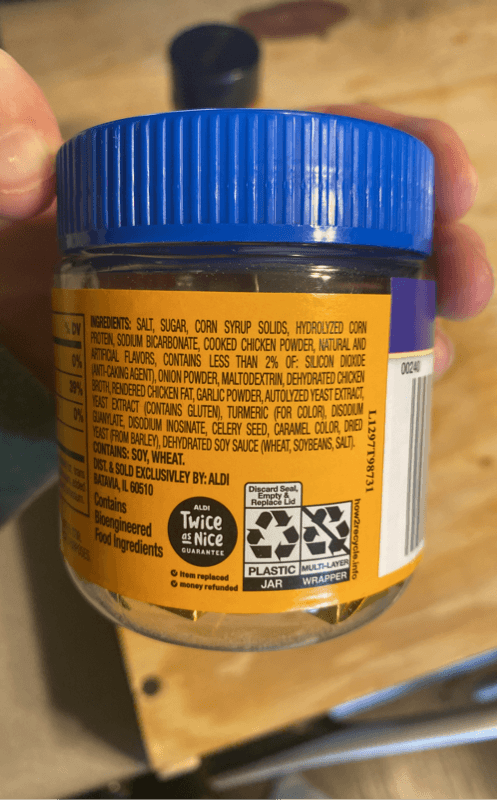 % DV
0%
39%
0%
INGREDIENTS: SALT, SUGAR, CORN SYRUP SOLIDS, HYDROLYZED CORN
PROTEIN, SODIUM BICARBONATE, COOKED CHICKEN POWDER, NATURAL AND
ARTIFICIAL FLAVORS, CONTAINS LESS THAN 2% OF: SILICON DIOXIDE
(ANTI-CAKING AGENT), ONION POWDER, MALTODEXTRIN, DEHYDRATED CHICKEN
BROTH, RENDERED CHICKEN FAT, GARLIC POWDER, AUTOLYZED YEAST EXTRACT,
YEAST EXTRACT (CONTAINS GLUTEN), TURMERIC (FOR COLOR), DISODIUM
GUANYLATE, DISODIUM INOSINATE, CELERY SEED, CARAMEL COLOR, DRIED
YEAST (FROM BARLEY), DEHYDRATED SOY SAUCE (WHEAT, SOYBEANS, SALT).
CONTAINS: SOY, WHEAT.
DIST. & SOLD EXCLUSIVLEY BY: ALDI
BATAVIA, IL 60510
Contains
Bioengineered
Food Ingredients
ALDI
Twice
as Nice
GUARANTEE
Item replaced
money refunded
Discard Seal,
Empty &
Replace Lid
PLASTIC
JAR
MULTI-LAYER
WRAPPER
how2recycle.info
L1297T98731
00240